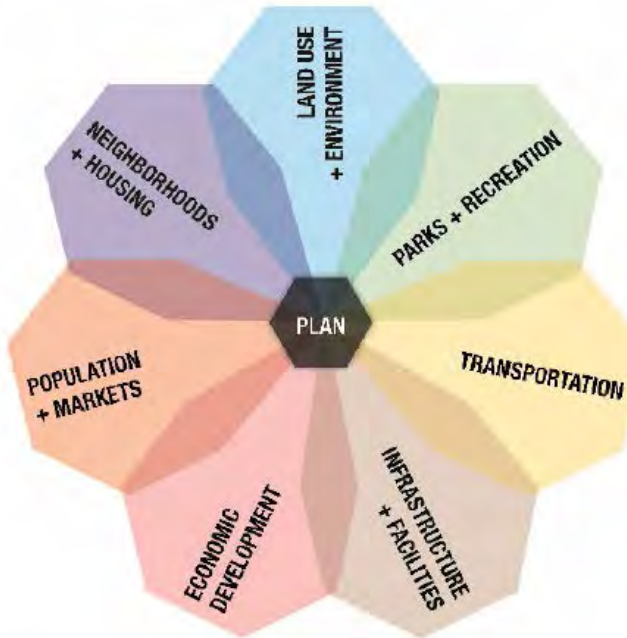 LAND USE
+ ENVIRONMENT
PARKS + RECREATION
TRANSPORTATION
INFRASTRUCTURE
+ FACILITIES
ECONOMIC
DEVELOPMENT
POPULATION
+ MARKETS
NEIGHBORHOODS
+ HOUSING
PLAN